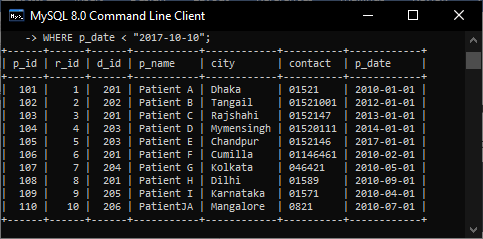 MySQL 8.0 Command Line Client
-> WHERE p_date < "2017-10-10";
+------+------+------+-----------+------------+----------+------------+
| p_id | r_id | d_id | p_name    | city       | contact  | p_date     |
+------+------+------+-----------+------------+----------+------------+
|  101 |    1 |  201 | Patient A | Dhaka      | 01521    | 2010-01-01 |
|  102 |    2 |  202 | Patient B | Tangail    | 01521001 | 2012-01-01 |
|  103 |    3 |  201 | Patient C | Rajshahi   | 0152147  | 2013-01-01 |
|  104 |    4 |  203 | Patient D | Mymensingh | 01520111 | 2014-01-01 |
|  105 |    5 |  203 | Patient E | Chandpur   | 0152146  | 2017-01-01 |
|  106 |    6 |  201 | Patient F | Cumilla    | 01146461 | 2010-02-01 |
|  107 |    7 |  204 | Patient G | Kolkata    | 046421   | 2010-05-01 |
|  108 |    8 |  201 | Patient H | Dilhi      | 01589    | 2010-09-01 |
|  109 |    9 |  205 | Patient I | Karnataka  | 01571    | 2010-04-01 |
|  110 |   10 |  206 | PatientJA | Mangalore  | 0821     | 2010-07-01 |
+------+------+------+-----------+------------+----------+------------+